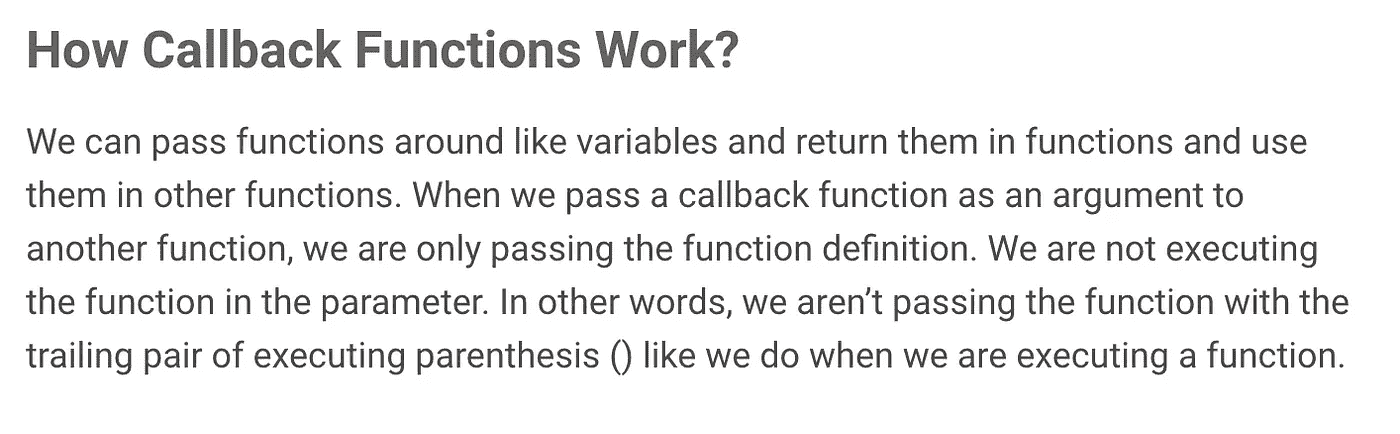 How Callback Functions Work?
We can pass functions around like variables and return them in functions and use
them in other functions. When we pass a callback function as an argument to
another function, we are only passing the function definition. We are not executing
the function in the parameter. In other words, we aren’t passing the function with the
trailing pair of executing parenthesis () like we do when we are executing a function.